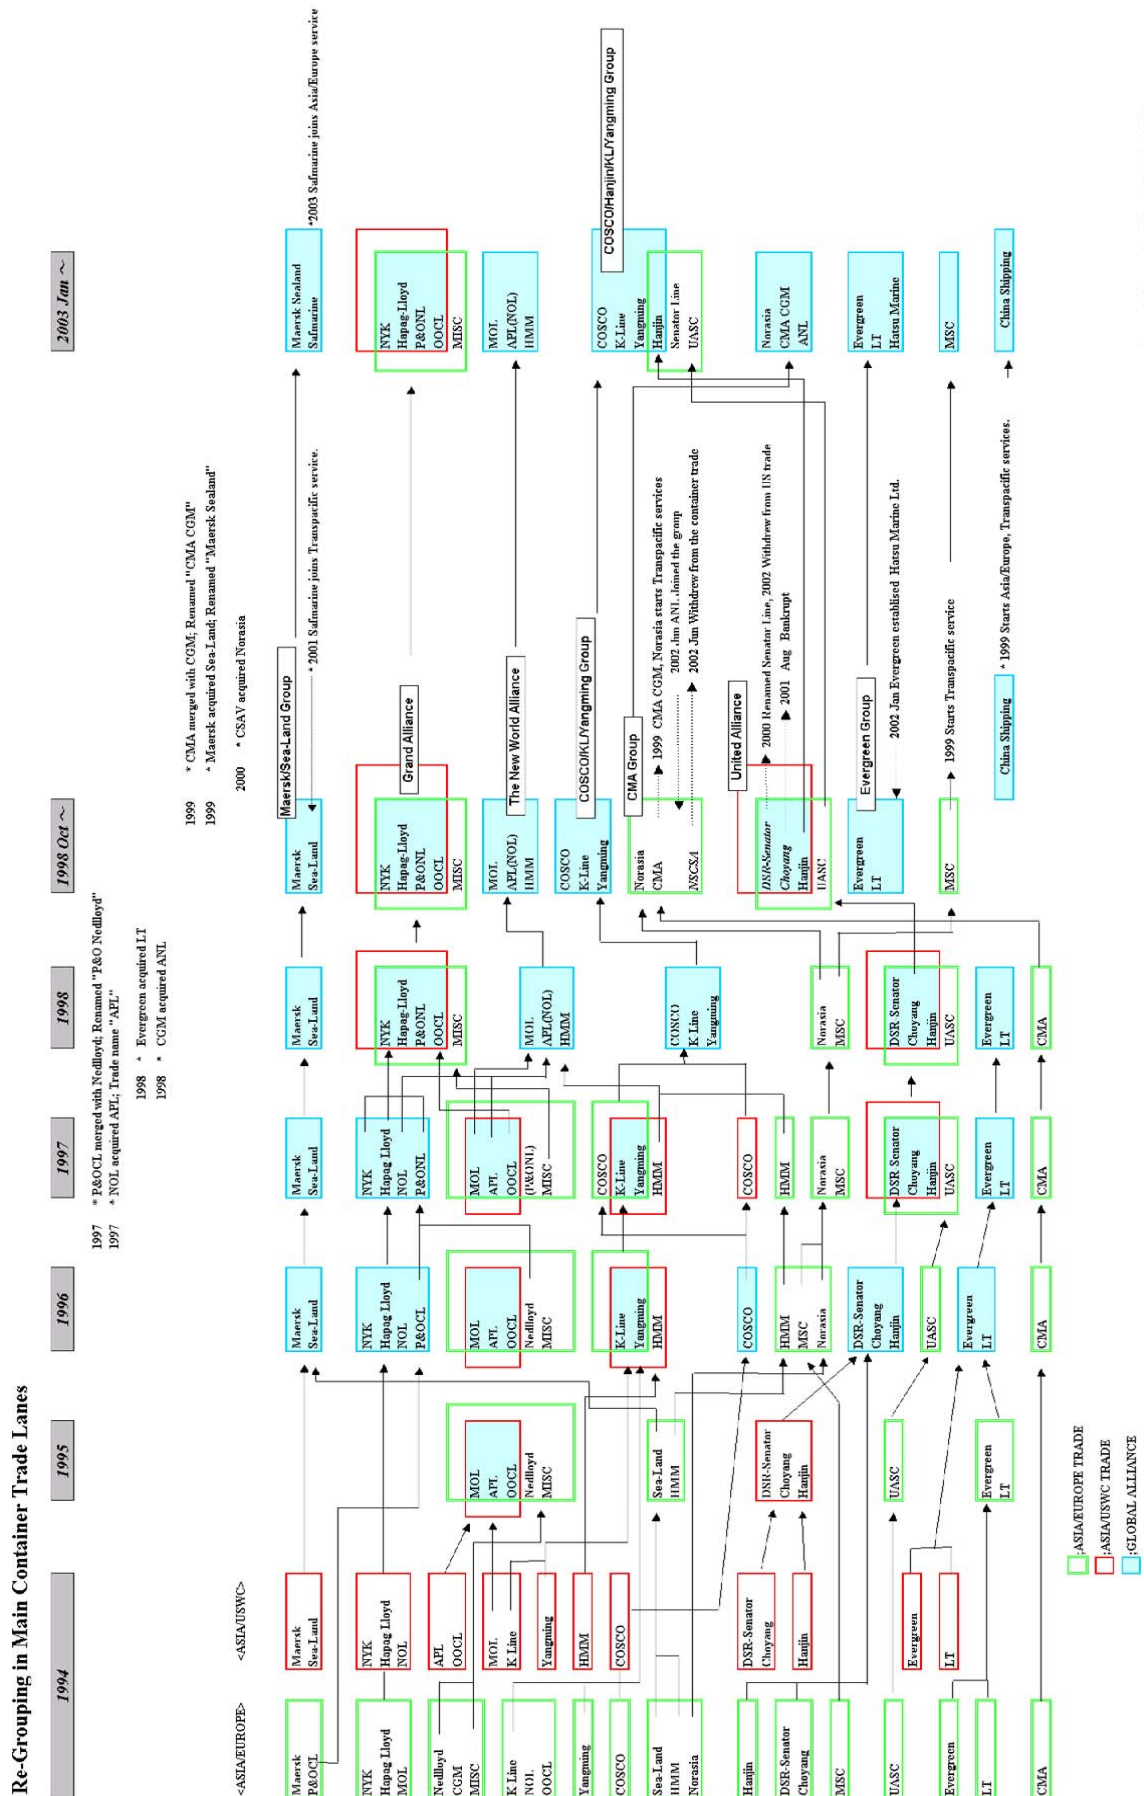 Re-Grouping in Main Container Trade Lanes
1994
1995
1996
1997
1998
1998 Oct ~
2003 Jan ~
1997 * P&OCL merged with Nedlloyd; Renamed "P&O Nedlloyd"
1997 * NOL acquired APL; Trade name "APL"
1998 * Evergreen acquired LT
1998 * CGM acquired ANL
1999 * CMA merged with CGM; Renamed "CMA CGM"
1999 * Maersk acquired Sea-Land; Renamed "Maersk Sealand"
2000 * CSAV acquired Norasia
<ASIA/EUROPE>
<ASIA/USWC>
Maersk
P&OCL
NYK
Hapag Lloyd
MOL
Nedlloyd
CGM
MISC
K Line
NOL
OOCL
Yangming
COSCO
Sea-Land
HMM
Norasia
Hanjin
DSR-Senator
Choyang
MSC
UASC
Evergreen
LT
CMA
Maersk
Sea-Land
NYK
Hapag Lloyd
NOL
APL
OOCL
MOL
K Line
Yangming
HMM
COSCO
DSR-Senator
Choyang
Hanjin
Evergreen
LT
MOL
APL
OOCL
Nedlloyd
MISC
Sea-Land
HMM
DSR-Senator
Choyang
Hanjin
UASC
Evergreen
LT
Maersk
Sea-Land
NYK
Hapag Lloyd
NOL
P&OCL
MOL
APL
OOCL
Nedlloyd
MISC
K-Line
Yangming
HMM
COSCO
HMM
MSC
Norasia
DSR-Senator
Choyang
Hanjin
UASC
Evergreen
LT
CMA
Maersk
Sea-Land
NYK
Hapag Lloyd
NOL
P&ONL
MOL
APL
OOCL
(P&ONL)
MISC
COSCO
K-Line
Yangming
HMM
COSCO
HMM
Norasia
MSC
DSR Senator
Choyang
Hanjin
UASC
Evergreen
LT
CMA
Maersk
Sea-Land
NYK
Hapag-Lloyd
P&ONL
OOCL
MISC
MOL
APL(NOL)
HMM
COSCO
K Line
Yangming
Norasia
MSC
DSR Senator
Choyang
Hanjin
UASC
Evergreen
LT
CMA
Maersk/Sea-Land Group
Maersk
Sea-Land
* 2001 Safmarine joins Transpacific service.
Grand Alliance
NYK
Hapag-Lloyd
P&ONL
OOCL
MISC
The New World Alliance
MOL
APL(NOL)
HMM
COSCO/KL/Yangming Group
COSCO
K-Line
Yangming
CMA Group
Norasia
CMA
NSCSA
1999 CMA CGM, Norasia starts Transpacific services
2002 Jun ANL Joined the group
2002 Jun Withdrew from the container trade
United Alliance
DSR-Senator
Choyang
Hanjin
UASC
2000 Renamed Senator Line, 2002 Withdrew from US trade
2001 Aug Bankrupt
Evergreen Group
Evergreen
LT
2002 Jan Evergreen establised Hatsu Marine Ltd.
MSC
1999 Starts Transpacific service
China Shipping
* 1999 Starts Asia/Europe, Transpacific services.
Maersk Sealand
Safmarine
*2003 Safmarine joins Asia/Europe service
NYK
Hapag-Lloyd
P&ONL
OOCL
MISC
MOL
APL(NOL)
HMM
COSCO/Hanjin/KL/Yangming Group
COSCO
K-Line
Yangming
Hanjin
Senator Line
UASC
Norasia
CMA CGM
ANL
Evergreen
LT
Hatsu Marine
MSC
China Shipping
;ASIA/EUROPE TRADE
;ASIA/USWC TRADE
;GLOBAL ALLIANCE